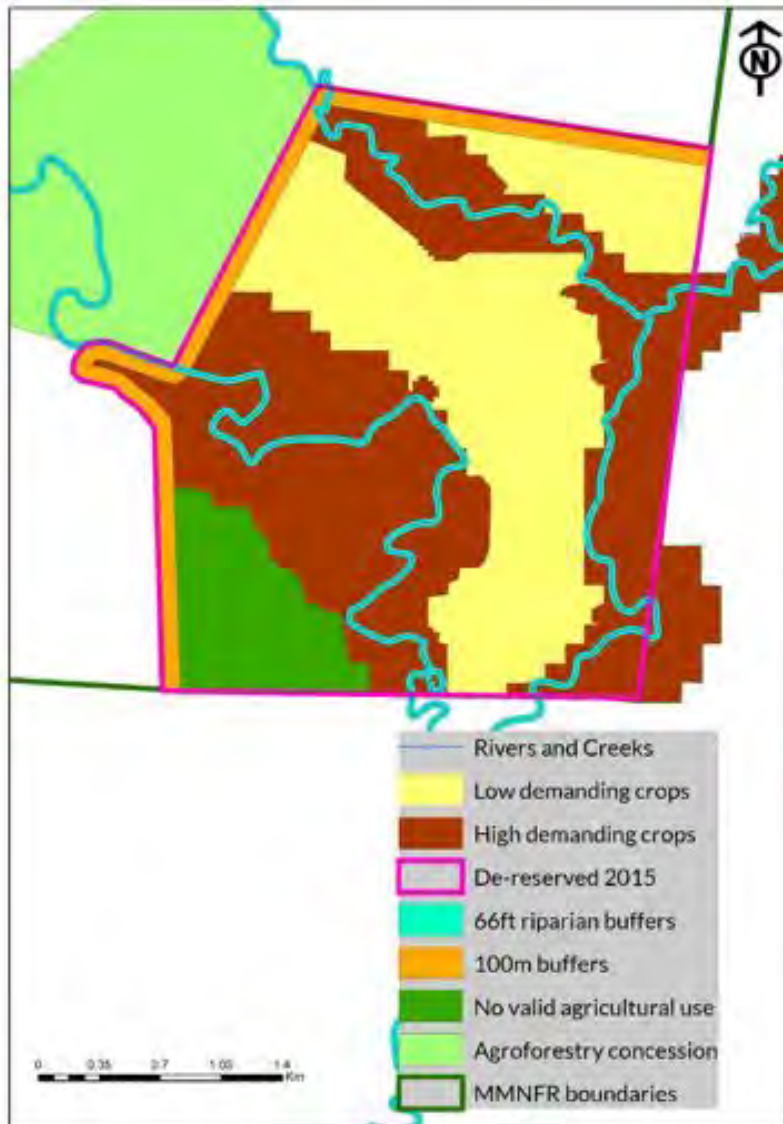 N
Rivers and Creeks
Low demanding crops
High demanding crops
De-reserved 2015
66ft riparian buffers
100m buffers
No valid agricultural use
Agroforestry concession
MMNFR boundaries
0 0.35 0.7 1.05 1.4
Km